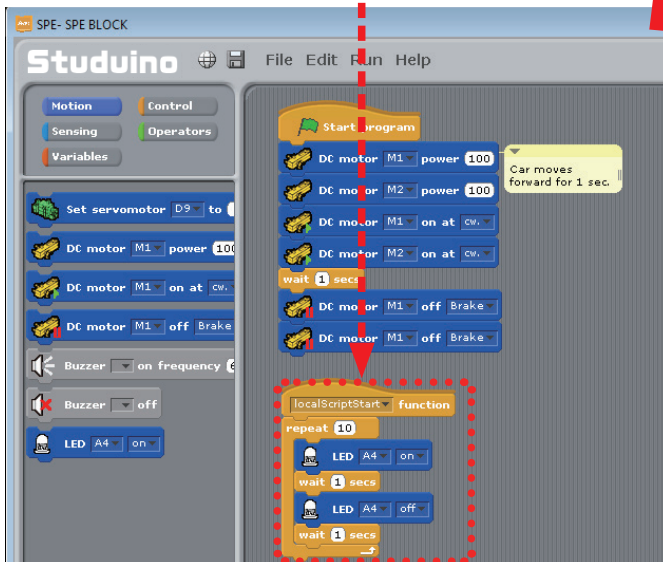 SPE- SPE BLOCK
Studuino File Edit Run Help
Motion Control
Sensing Operators
Variables
Set servomotor D9 to
DC motor M1 power 100
DC motor M1 on at cw.
DC motor M1 off Brake
Buzzer on frequency
Buzzer off
LED A4 on
Start program
DC motor M1 power 100
DC motor M2 power 100
DC motor M1 on at cw.
DC motor M2 on at cw.
wait 1 secs
DC motor M1 off Brake
DC motor M1 off Brake
Car moves
forward for 1 sec.
localScriptStart function
repeat 10
LED A4 on
wait 1 secs
LED A4 off
wait 1 secs